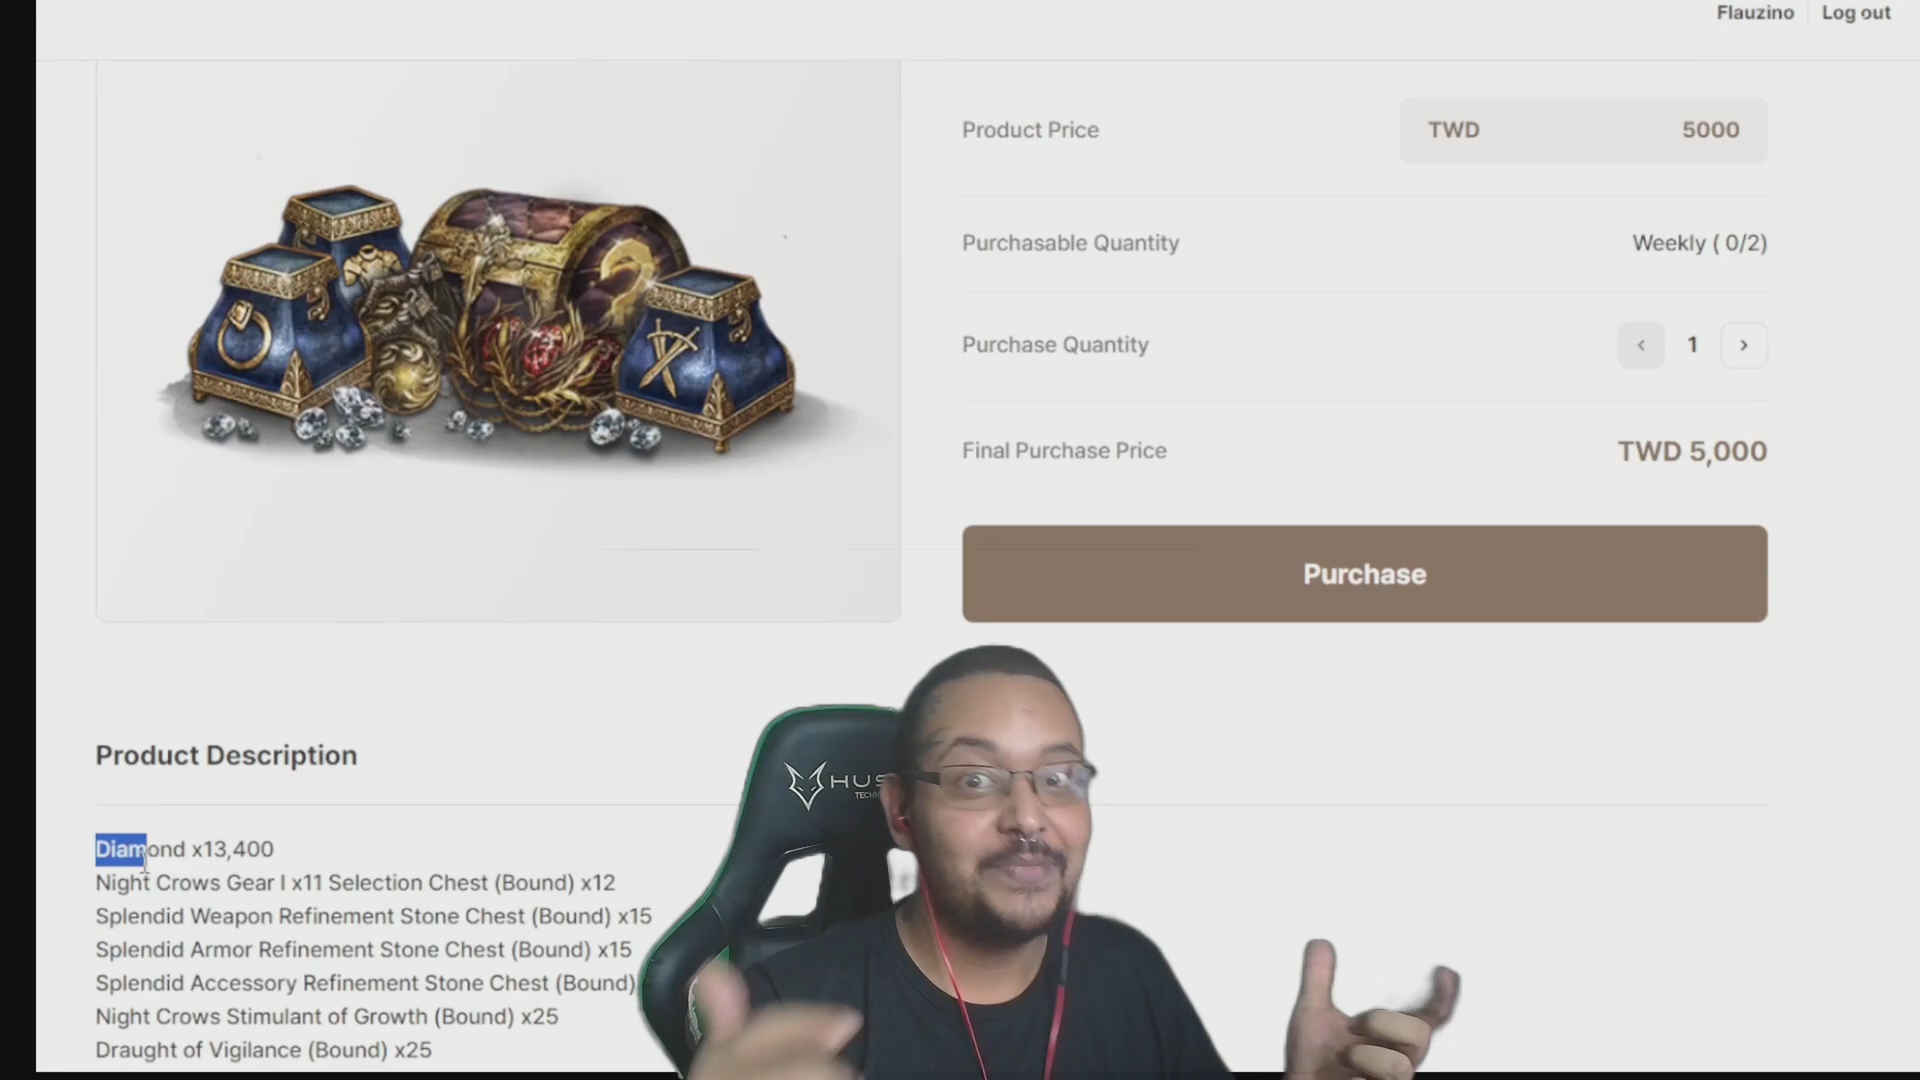 Flauzino
Log out
Product Price
TWD 5000
Purchasable Quantity
Weekly ( 0/2)
Purchase Quantity
1
Final Purchase Price
TWD 5,000
Purchase
Product Description
Diamond x13,400
Night Crows Gear I x11 Selection Chest (Bound) x12
Splendid Weapon Refinement Stone Chest (Bound) x15
Splendid Armor Refinement Stone Chest (Bound) x15
Splendid Accessory Refinement Stone Chest (Bound)
Night Crows Stimulant of Growth (Bound) x25
Draught of Vigilance (Bound) x25